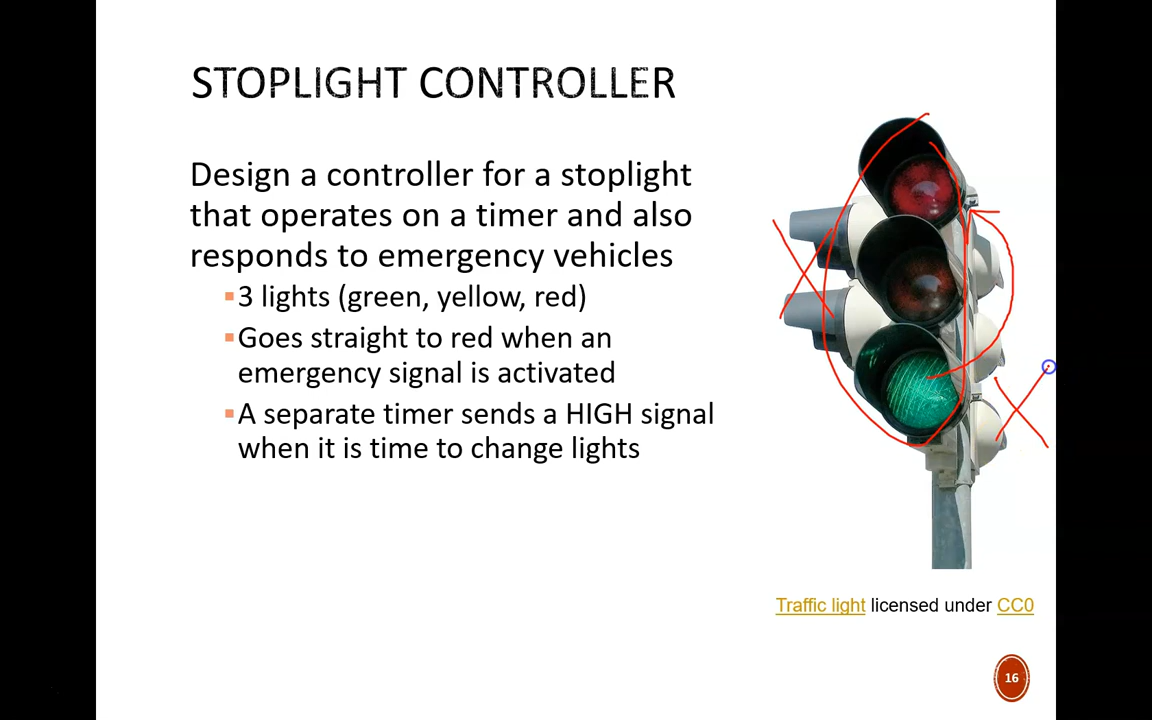 STOPLIGHT CONTROLLER
Design a controller for a stoplight
that operates on a timer and also
responds to emergency vehicles
▪3 lights (green, yellow, red)
▪Goes straight to red when an
emergency signal is activated
▪A separate timer sends a HIGH signal
when it is time to change lights
Traffic light licensed under CC0
16